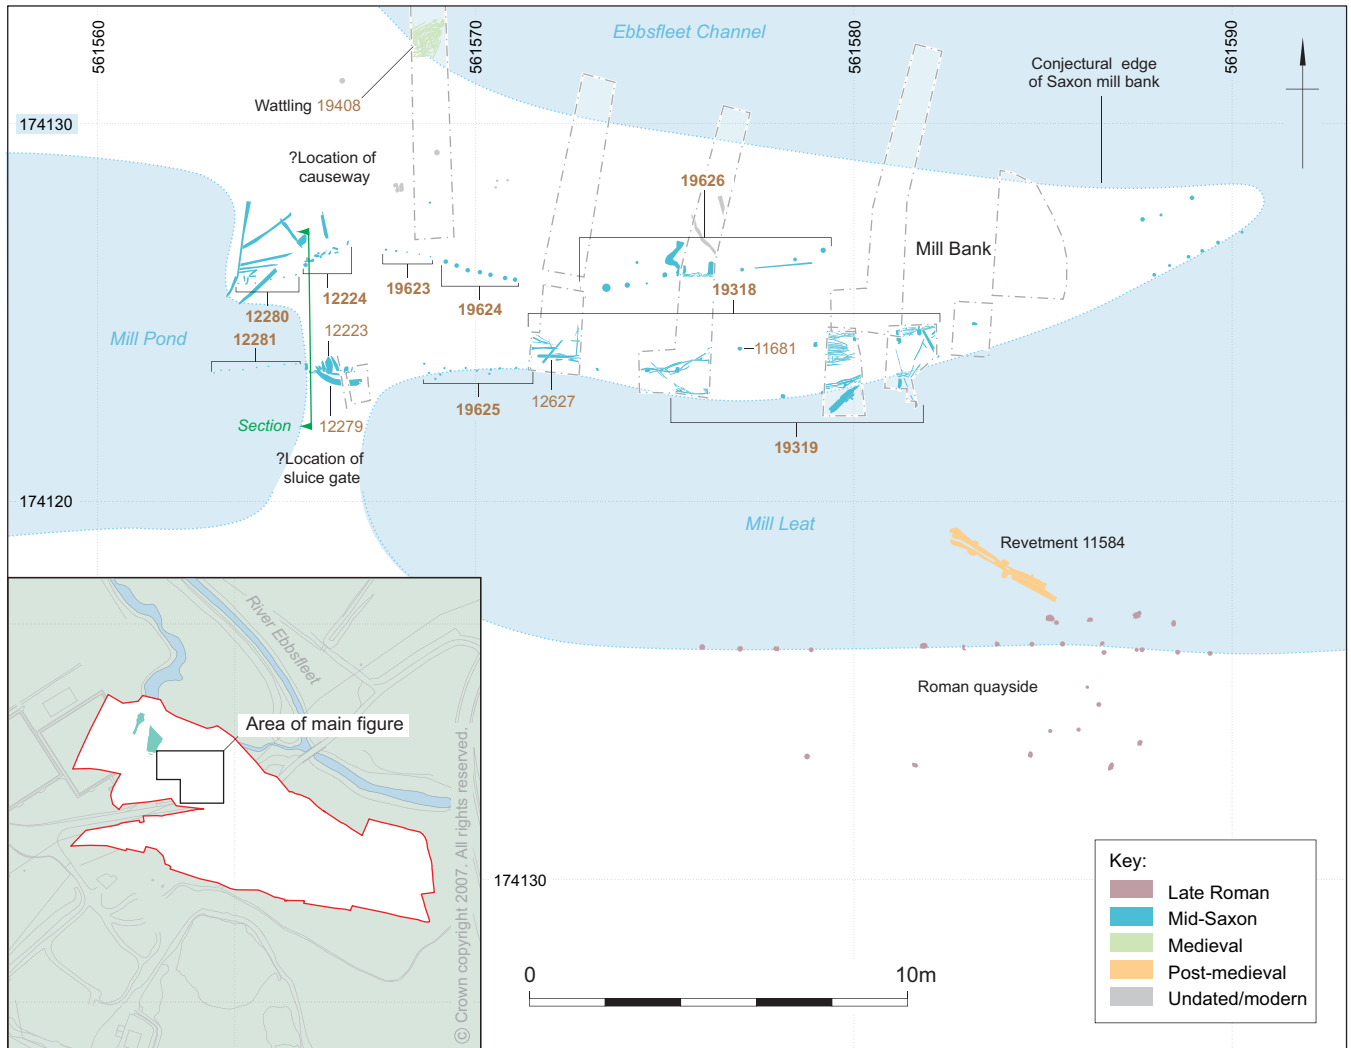 561560
561570
561580
561590
Ebbsfleet Channel
Conjectural edge
of Saxon mill bank
Wattling 19408
174130
?Location of
causeway
19626
Mill Bank
19623
19624
19318
12280
12224
12281
12223
Mill Pond
11681
19625
12627
Section
12279
19319
?Location of
sluice gate
174120
Mill Leat
Revetment 11584
River Ebbsfleet
Roman quayside
Area of main figure
© Crown copyright 2007. All rights reserved.
174130
Key:
Late Roman
Mid-Saxon
Medieval
Post-medieval
Undated/modern
0
10m